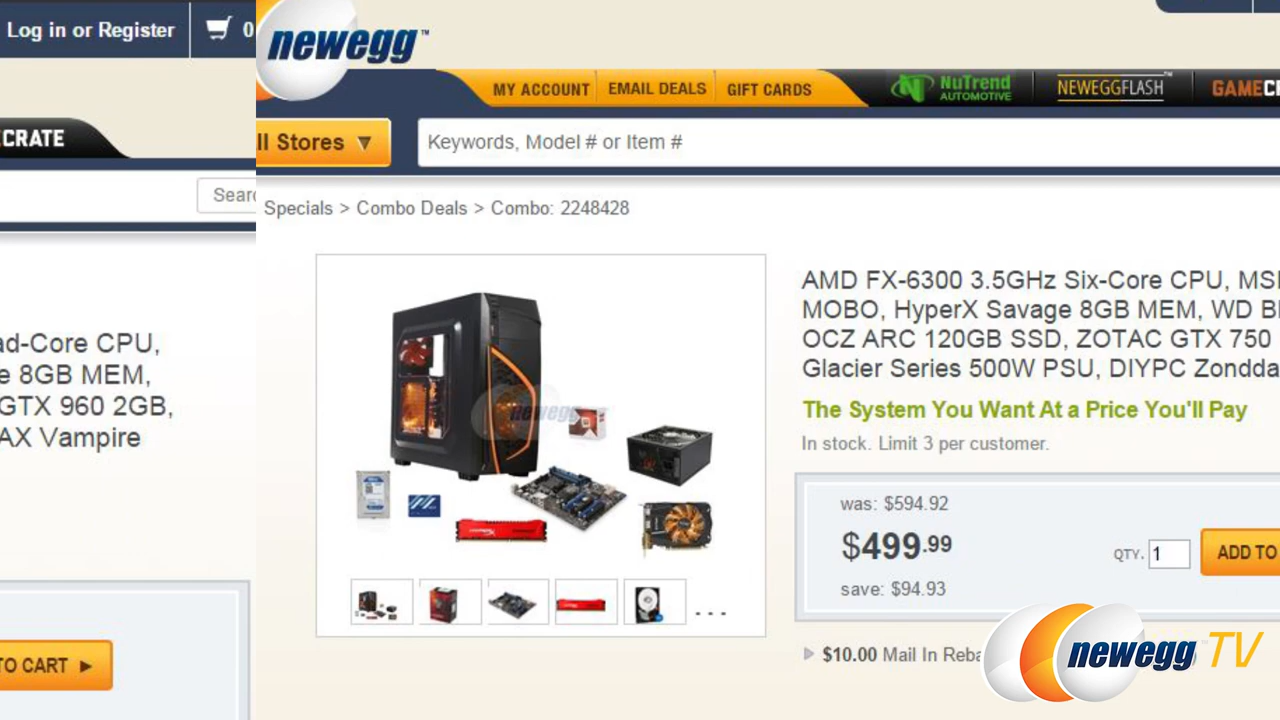 Log in or Register
0
CRATE
Sear
ad-Core CPU,
e 8GB MEM,
GTX 960 2GB,
AX Vampire
TO CART
newegg™
MY ACCOUNT
EMAIL DEALS
GIFT CARDS
NUTREND
AUTOMOTIVE
NEWEGGFLASH™
GAMEC
ll Stores
Keywords, Model # or Item #
Specials > Combo Deals > Combo: 2248428
newegg
AMD FX-6300 3.5GHz Six-Core CPU, MSI
MOBO, HyperX Savage 8GB MEM, WD Bl
OCZ ARC 120GB SSD, ZOTAC GTX 750
Glacier Series 500W PSU, DIYPC Zondda
The System You Want At a Price You'll Pay
In stock. Limit 3 per customer.
was: $594.92
$499.99
save: $94.93
QTY. 1
ADD TO
$10.00 Mail In Reba
newegg TV